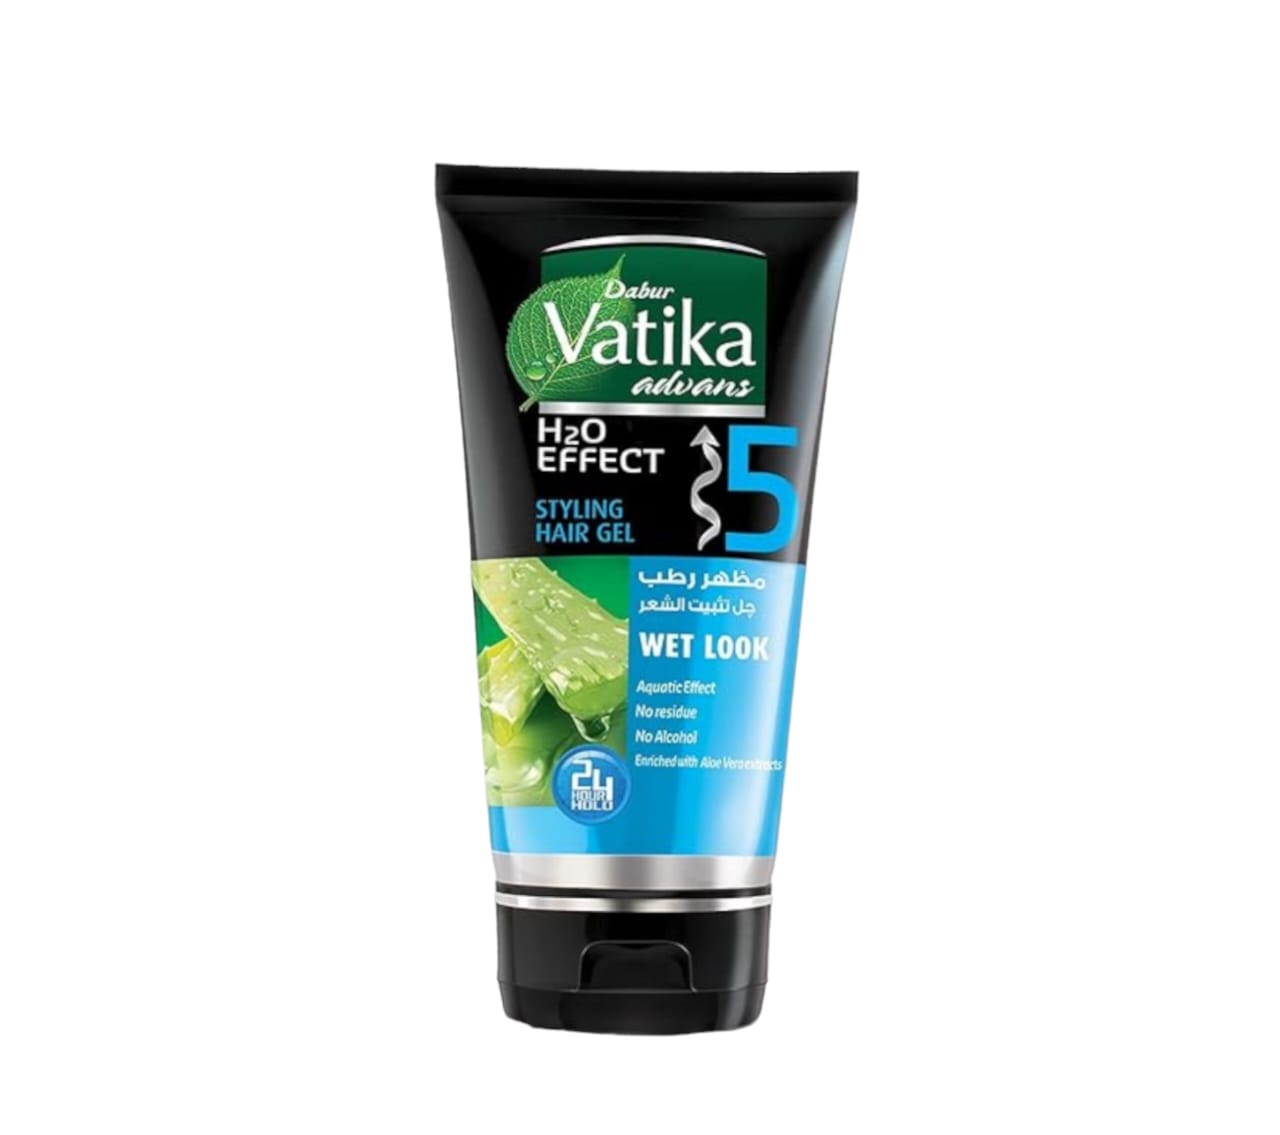 Dabur
Vatika
advans
H2O
EFFECT
5
STYLING
HAIR GEL
مظهر رطب
جل تثبيت الشعر
WET LOOK
Aquatic Effect
No residue
No Alcohol
Enriched with Aloe Vera extracts
24
HOUR
HOLD